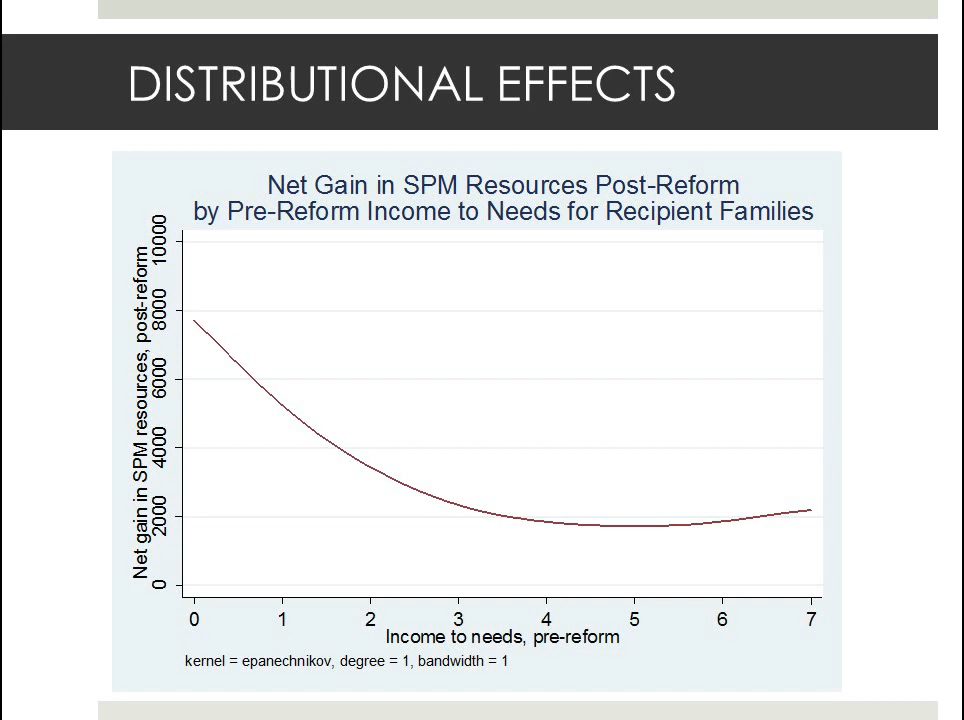 DISTRIBUTIONAL EFFECTS
Net Gain in SPM Resources Post-Reform
by Pre-Reform Income to Needs for Recipient Families
Net gain in SPM resources, post-reform
10000
8000
6000
4000
2000
0
0 1 2 3 4 5 6 7
Income to needs, pre-reform
kernel = epanechnikov, degree = 1, bandwidth = 1